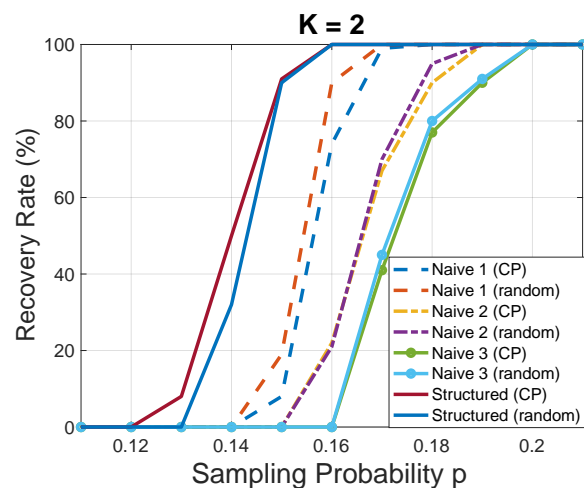 K = 2
Recovery Rate (%)
100
80
60
40
20
0
0.12
0.14
0.16
0.18
0.2
Sampling Probability p
Naive 1 (CP)
Naive 1 (random)
Naive 2 (CP)
Naive 2 (random)
Naive 3 (CP)
Naive 3 (random)
Structured (CP)
Structured (random)